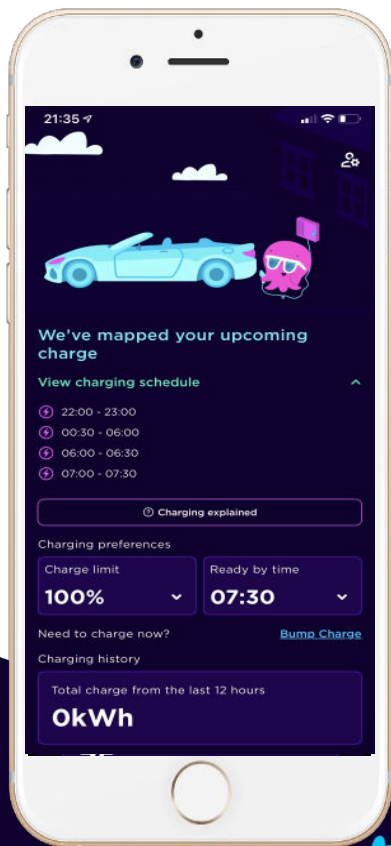 21:35
We've mapped your upcoming
charge
View charging schedule
22:00 - 23:00
00:30 - 06:00
06:00 - 06:30
07:00 - 07:30
Charging explained
Charging preferences
Charge limit
100%
Ready by time
07:30
Need to charge now?
Bump Charge
Charging history
Total charge from the last 12 hours
0kWh